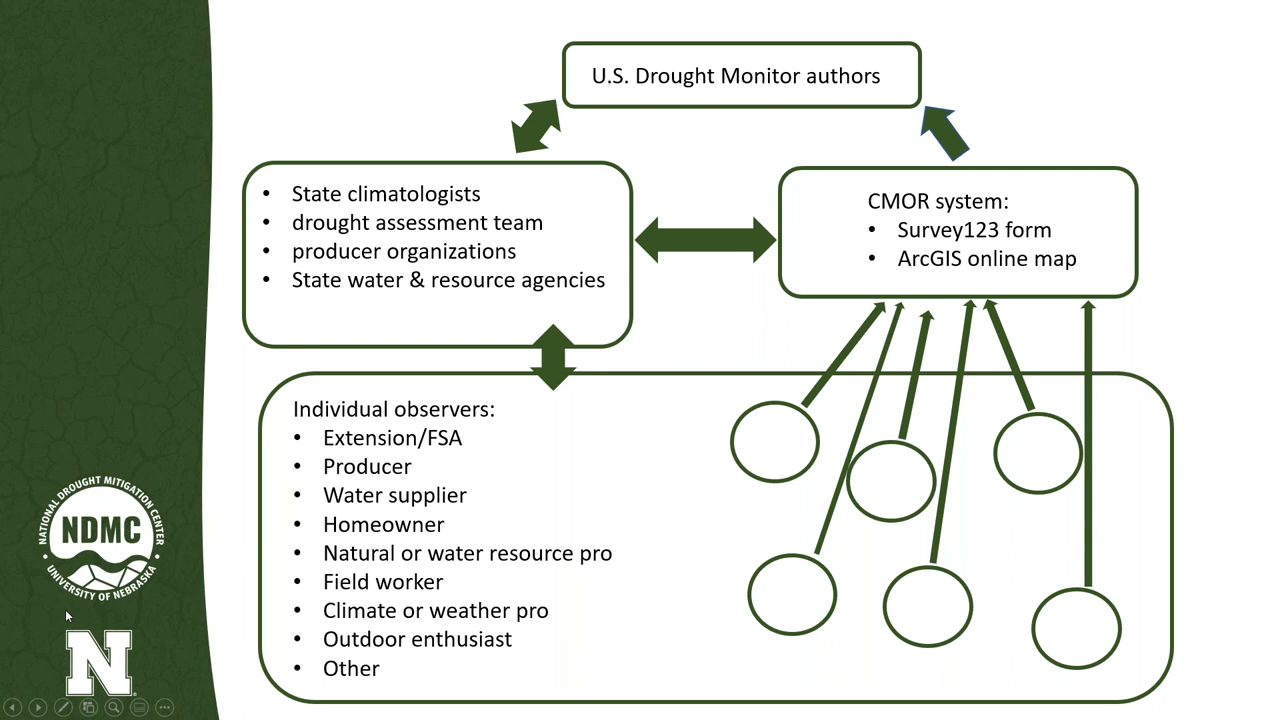 U.S. Drought Monitor authors
• State climatologists
• drought assessment team
• producer organizations
• State water & resource agencies
CMOR system:
• Survey123 form
• ArcGIS online map
Individual observers:
• Extension/FSA
• Producer
• Water supplier
• Homeowner
• Natural or water resource pro
• Field worker
• Climate or weather pro
• Outdoor enthusiast
• Other
NATIONAL DROUGHT MITIGATION CENTER
NDMC
• UNIVERSITY OF NEBRASKA •
N